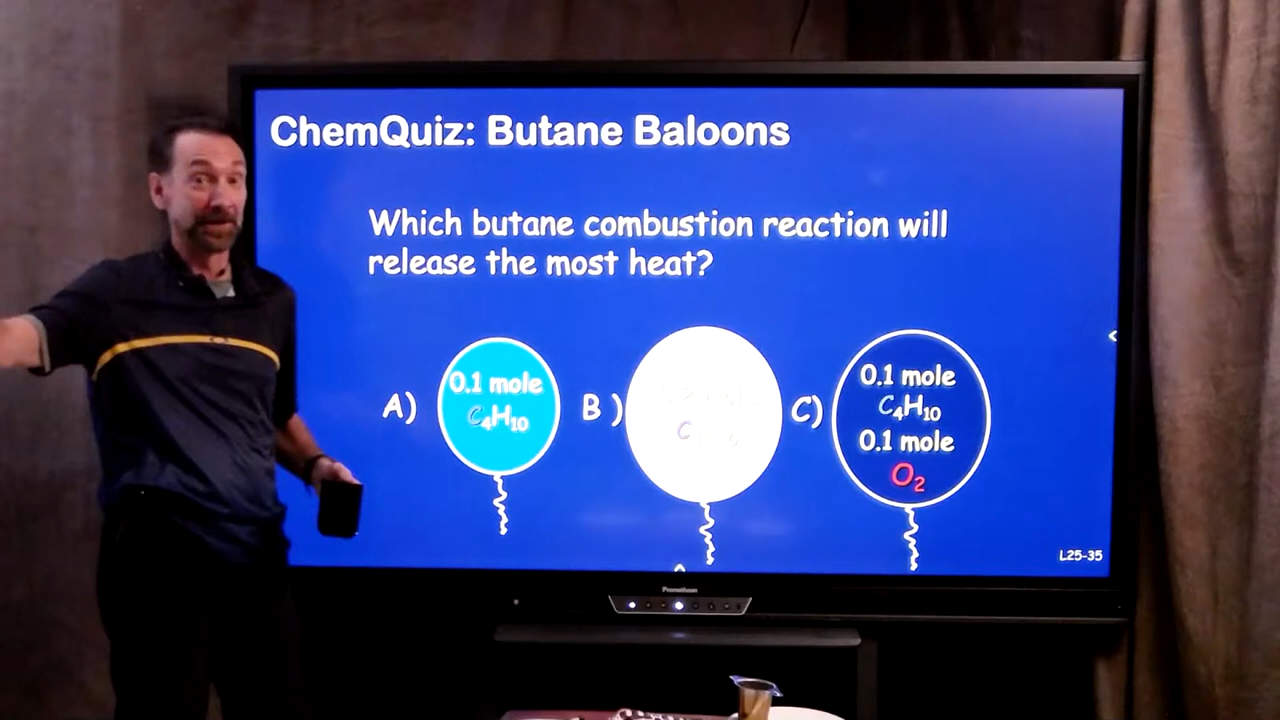 ChemQuiz: Butane Baloons
Which butane combustion reaction will
release the most heat?
A)
0.1 mole
C₄H₁₀
B )
C
C)
0.1 mole
C₄H₁₀
0.1 mole
O₂
L25-35
Promethean